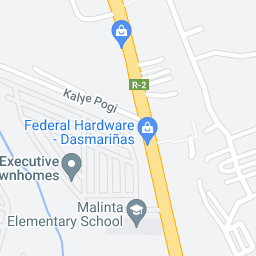 R-2
Kalye Pogi
Federal Hardware
- Dasmariñas
Executive
wnhomes
Malinta
Elementary School